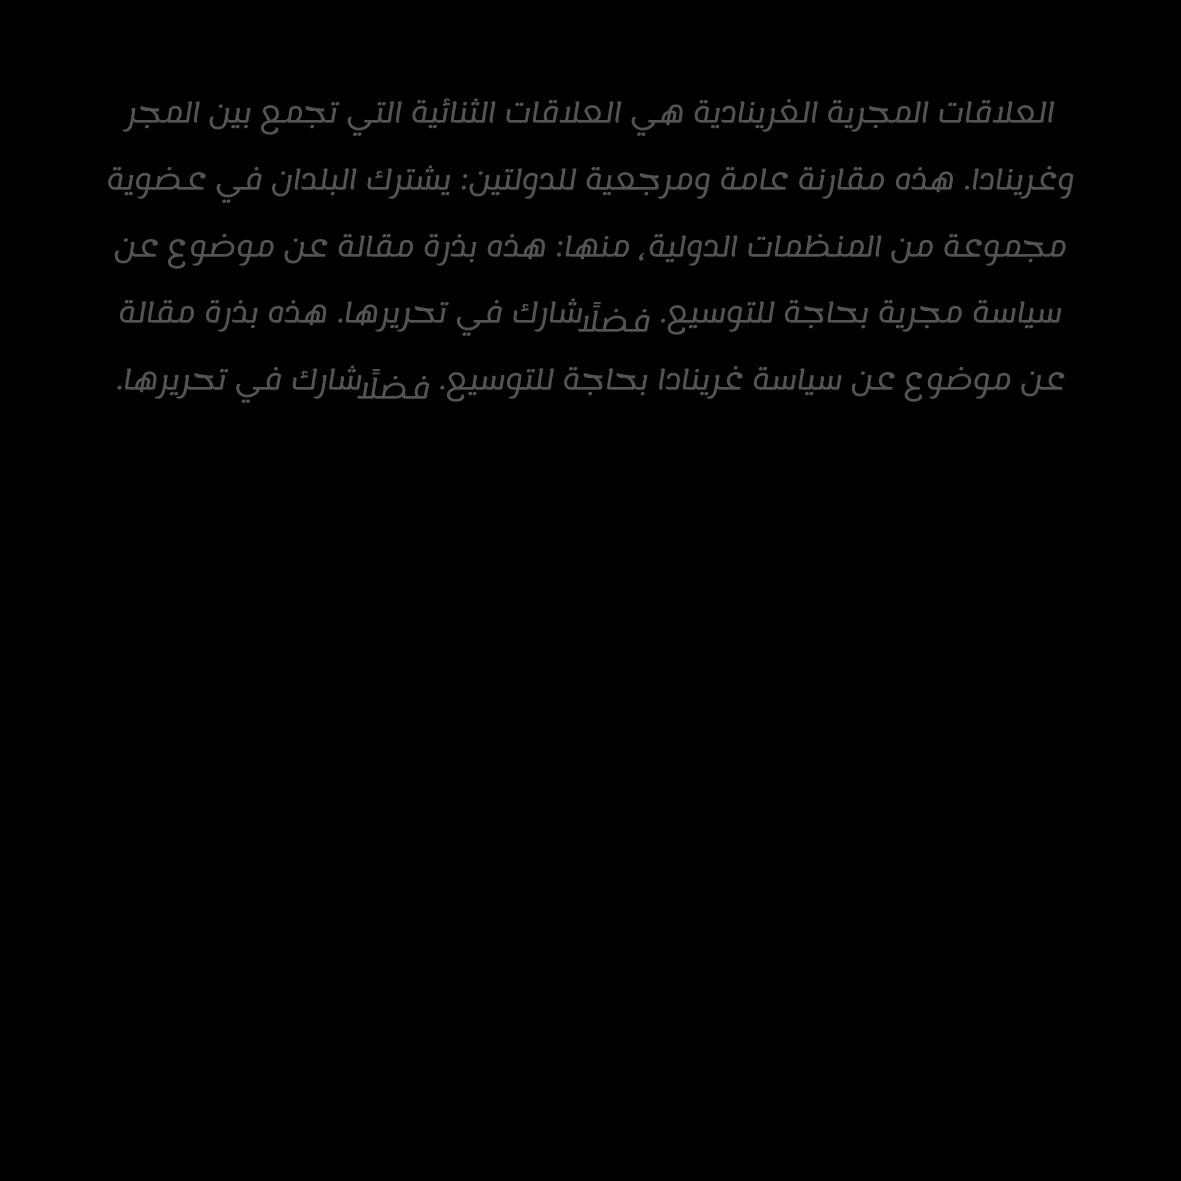 العلاقات المجرية الغرينادية هي العلاقات الثنائية التي تجمع بين المجر
وغرينادا. هذه مقارنة عامة ومرجعية للدولتين: يشترك البلدان في عضوية
مجموعة من المنظمات الدولية، منها: هذه بذرة مقالة عن موضوع عن
سياسة مجرية بحاجة للتوسيع. فضلًا شارك في تحريرها. هذه بذرة مقالة
عن موضوع عن سياسة غرينادا بحاجة للتوسيع. فضلًا شارك في تحريرها.